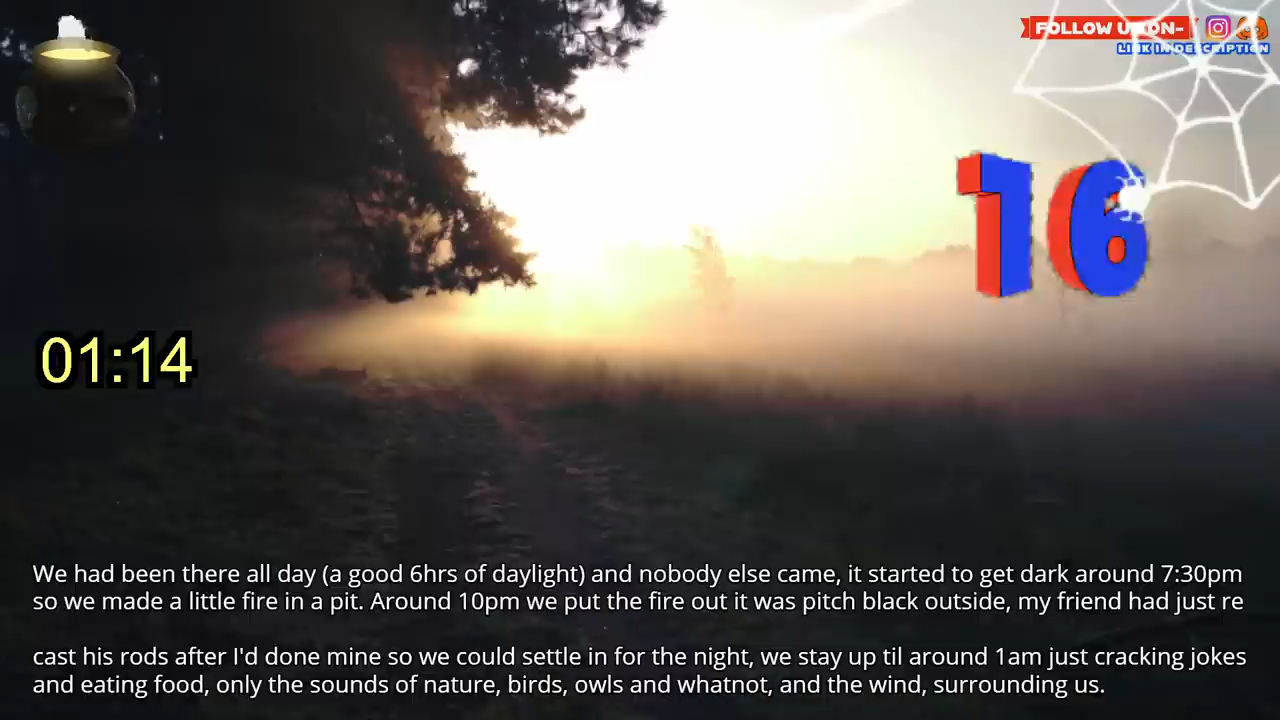 FOLLOW US ON-
LINK IN DESCRIPTION
16
01:14
We had been there all day (a good 6hrs of daylight) and nobody else came, it started to get dark around 7:30pm
so we made a little fire in a pit. Around 10pm we put the fire out it was pitch black outside, my friend had just re
cast his rods after I'd done mine so we could settle in for the night, we stay up til around 1am just cracking jokes
and eating food, only the sounds of nature, birds, owls and whatnot, and the wind, surrounding us.